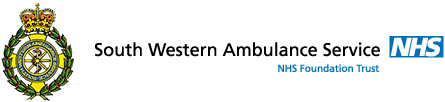 South Western Ambulance Service NHS
NHS Foundation Trust